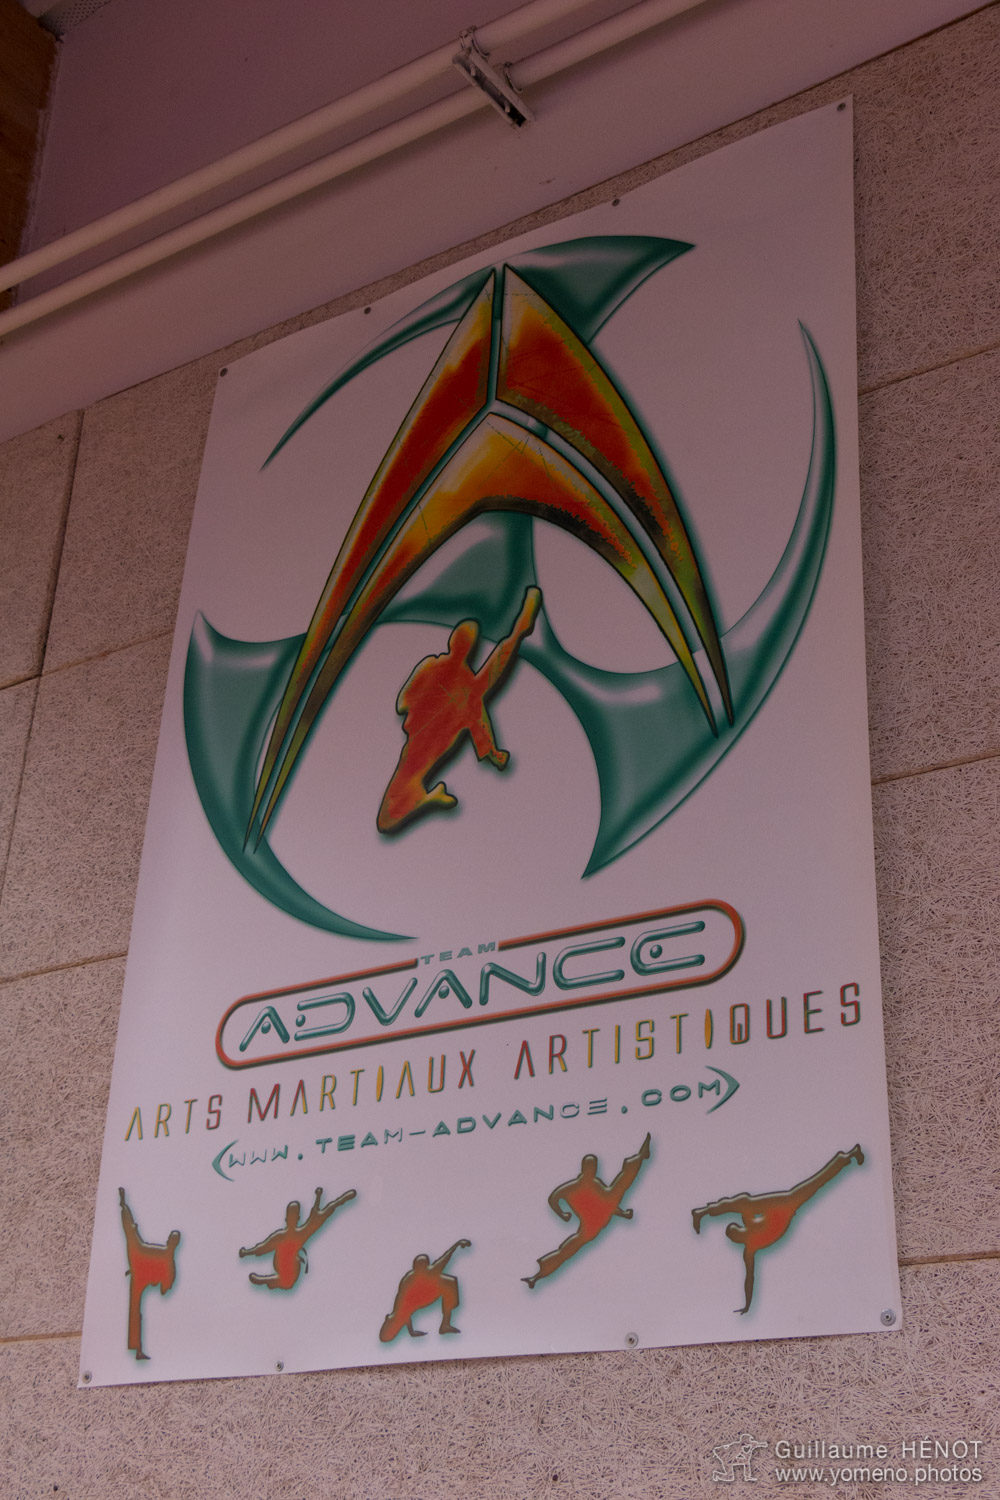 TEAM
ADVANCE
ARTS MARTIAUX ARTISTIQUES
WWW.TEAM-ADVANCE.COM
Guillaume HÉNOT
www.yomeno.photos